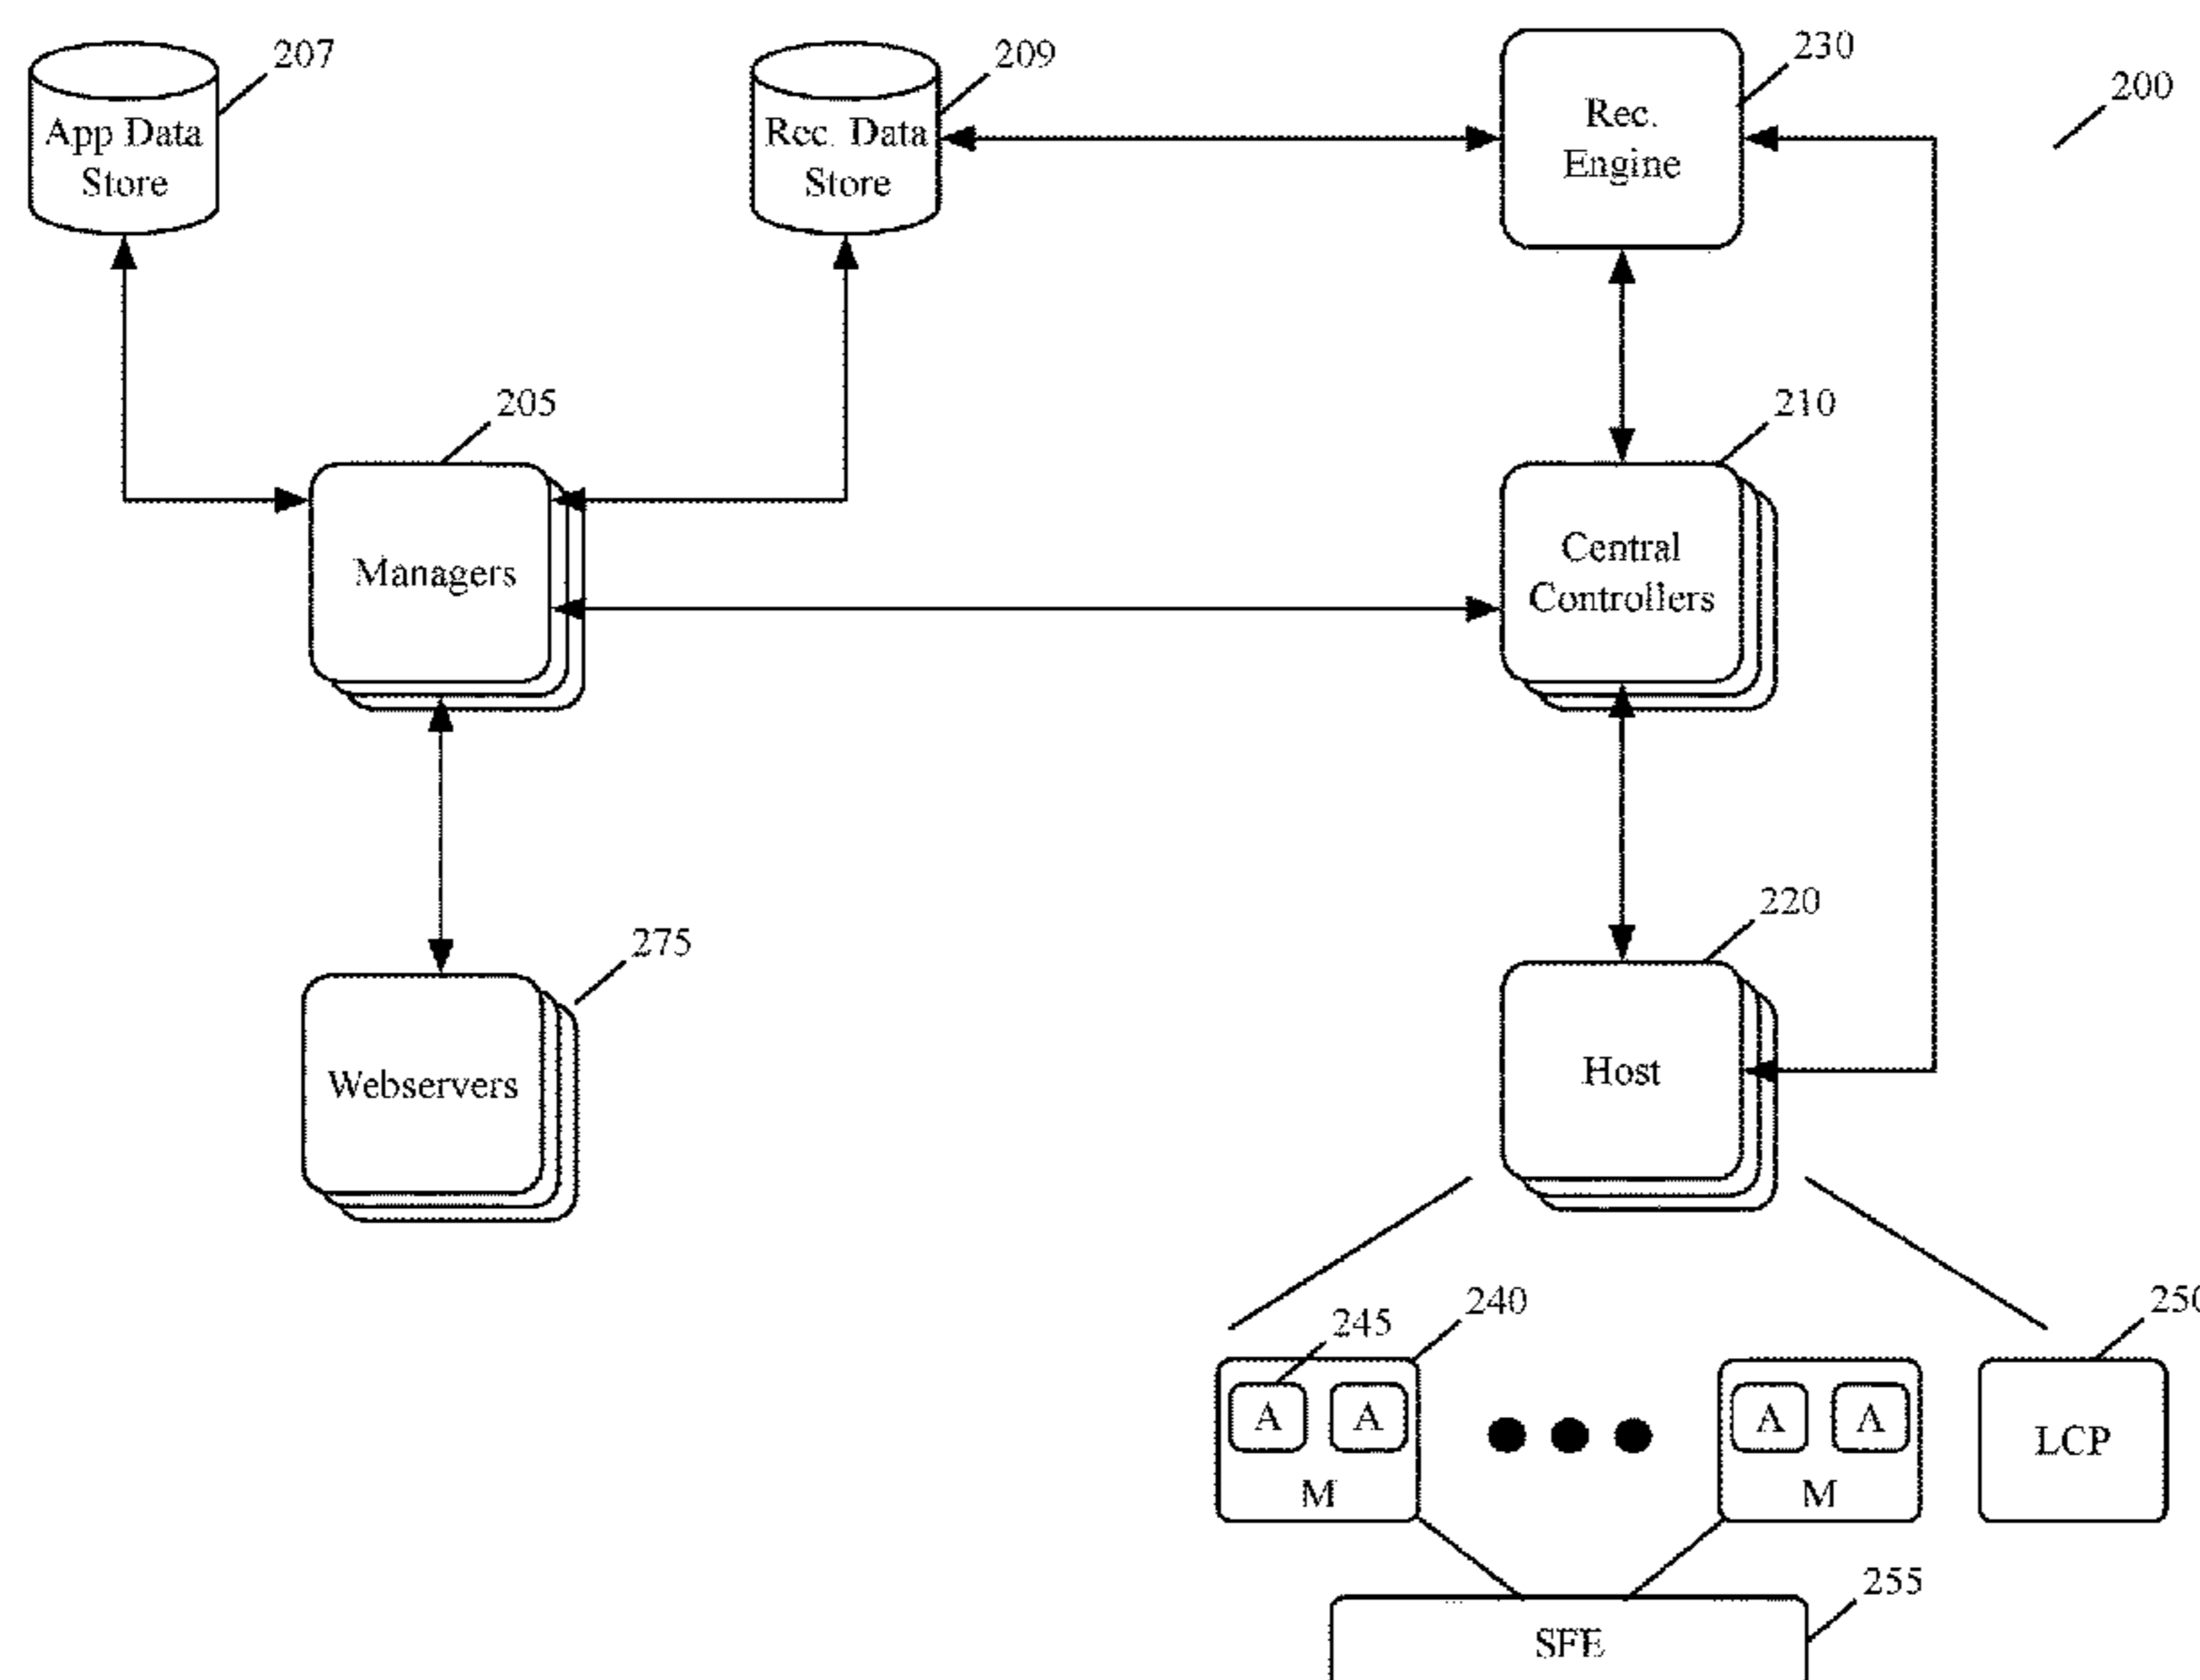 207
209
230
200
App Data
Store
Rec. Data
Store
Rec.
Engine
205
210
Managers
Central
Controllers
220
275
Webservers
Host
245
240
250
A
A
A
A
LCP
M
M
255
SFE